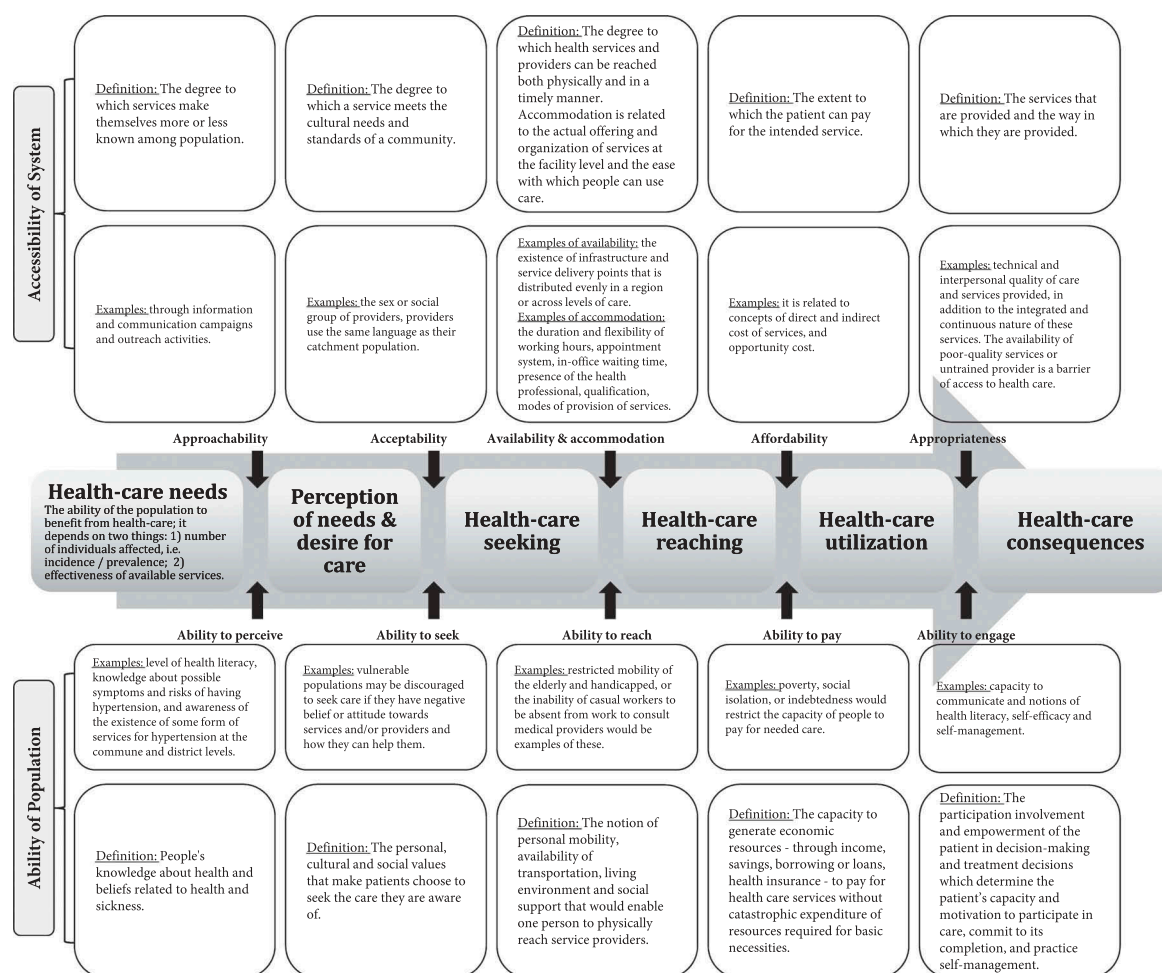 Accessibility of System
Definition: The degree to
which services make
themselves more or less
known among population.
Definition: The degree to
which a service meets the
cultural needs and
standards of a community.
Definition: The degree to
which health services and
providers can be reached
both physically and in a
timely manner.
Accommodation is related
to the actual offering and
organization of services at
the facility level and the ease
with which people can use
care.
Definition: The extent to
which the patient can pay
for the intended service.
Definition: The services that
are provided and the way in
which they are provided.
Examples: through information
and communication campaigns
and outreach activities.
Examples: the sex or social
group of providers, providers
use the same language as their
catchment population.
Examples of availability: the
existence of infrastructure and
service delivery points that is
distributed evenly in a region
or across levels of care.
Examples of accommodation:
the duration and flexibility of
working hours, appointment
system, in-office waiting time,
presence of the health
professional, qualification,
modes of provision of services.
Examples: it is related to
concepts of direct and indirect
cost of services, and
opportunity cost.
Examples: technical and
interpersonal quality of care
and services provided, in
addition to the integrated and
continuous nature of these
services. The availability of
poor-quality services or
untrained provider is a barrier
of access to health care.
Approachability
Acceptability
Availability & accommodation
Affordability
Appropriateness
Health-care needs
The ability of the population to
benefit from health-care; it
depends on two things: 1) number
of individuals affected, i.e.
incidence / prevalence; 2)
effectiveness of available services.
Perception
of needs &
desire for
care
Health-care
seeking
Health-care
reaching
Health-care
utilization
Health-care
consequences
Ability to perceive
Ability to seek
Ability to reach
Ability to pay
Ability to engage
Ability of Population
Examples: level of health literacy,
knowledge about possible
symptoms and risks of having
hypertension, and awareness of
the existence of some form of
services for hypertension at the
commune and district levels.
Examples: vulnerable
populations may be discouraged
to seek care if they have negative
belief or attitude towards
services and/or providers and
how they can help them.
Examples: restricted mobility of
the elderly and handicapped, or
the inability of casual workers to
be absent from work to consult
medical providers would be
examples of these.
Examples: poverty, social
isolation, or indebtedness would
restrict the capacity of people to
pay for needed care.
Examples: capacity to
communicate and notions of
health literacy, self-efficacy and
self-management.
Definition: People's
knowledge about health and
beliefs related to health and
sickness.
Definition: The personal,
cultural and social values
that make patients choose to
seek the care they are aware
of.
Definition: The notion of
personal mobility,
availability of
transportation, living
environment and social
support that would enable
one person to physically
reach service providers.
Definition: The capacity to
generate economic
resources - through income,
savings, borrowing or loans,
health insurance - to pay for
health care services without
catastrophic expenditure of
resources required for basic
necessities.
Definition: The
participation involvement
and empowerment of the
patient in decision-making
and treatment decisions
which determine the
patient's capacity and
motivation to participate in
care, commit to its
completion, and practice
self-management.